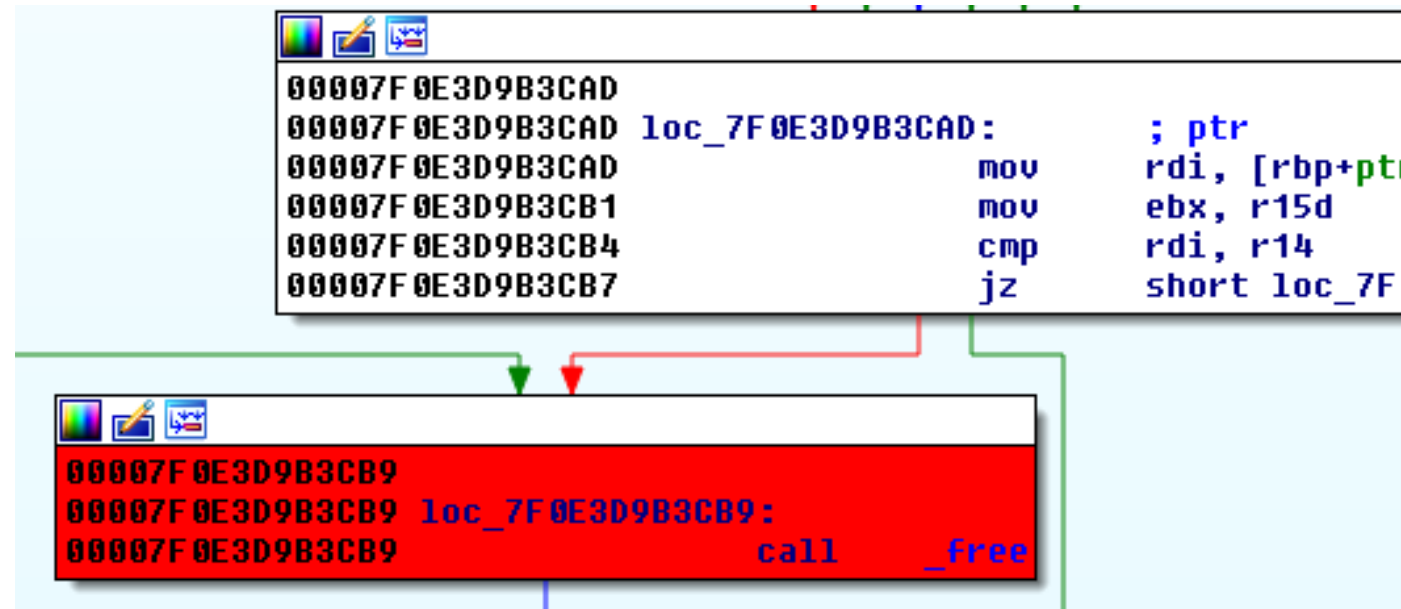 00007F0E3D9B3CAD
00007F0E3D9B3CAD loc_7F0E3D9B3CAD: ; ptr
00007F0E3D9B3CAD mov rdi, [rbp+pt
00007F0E3D9B3CB1 mov ebx, r15d
00007F0E3D9B3CB4 cmp rdi, r14
00007F0E3D9B3CB7 jz short loc_7F
00007F0E3D9B3CB9
00007F0E3D9B3CB9 loc_7F0E3D9B3CB9:
00007F0E3D9B3CB9 call _free